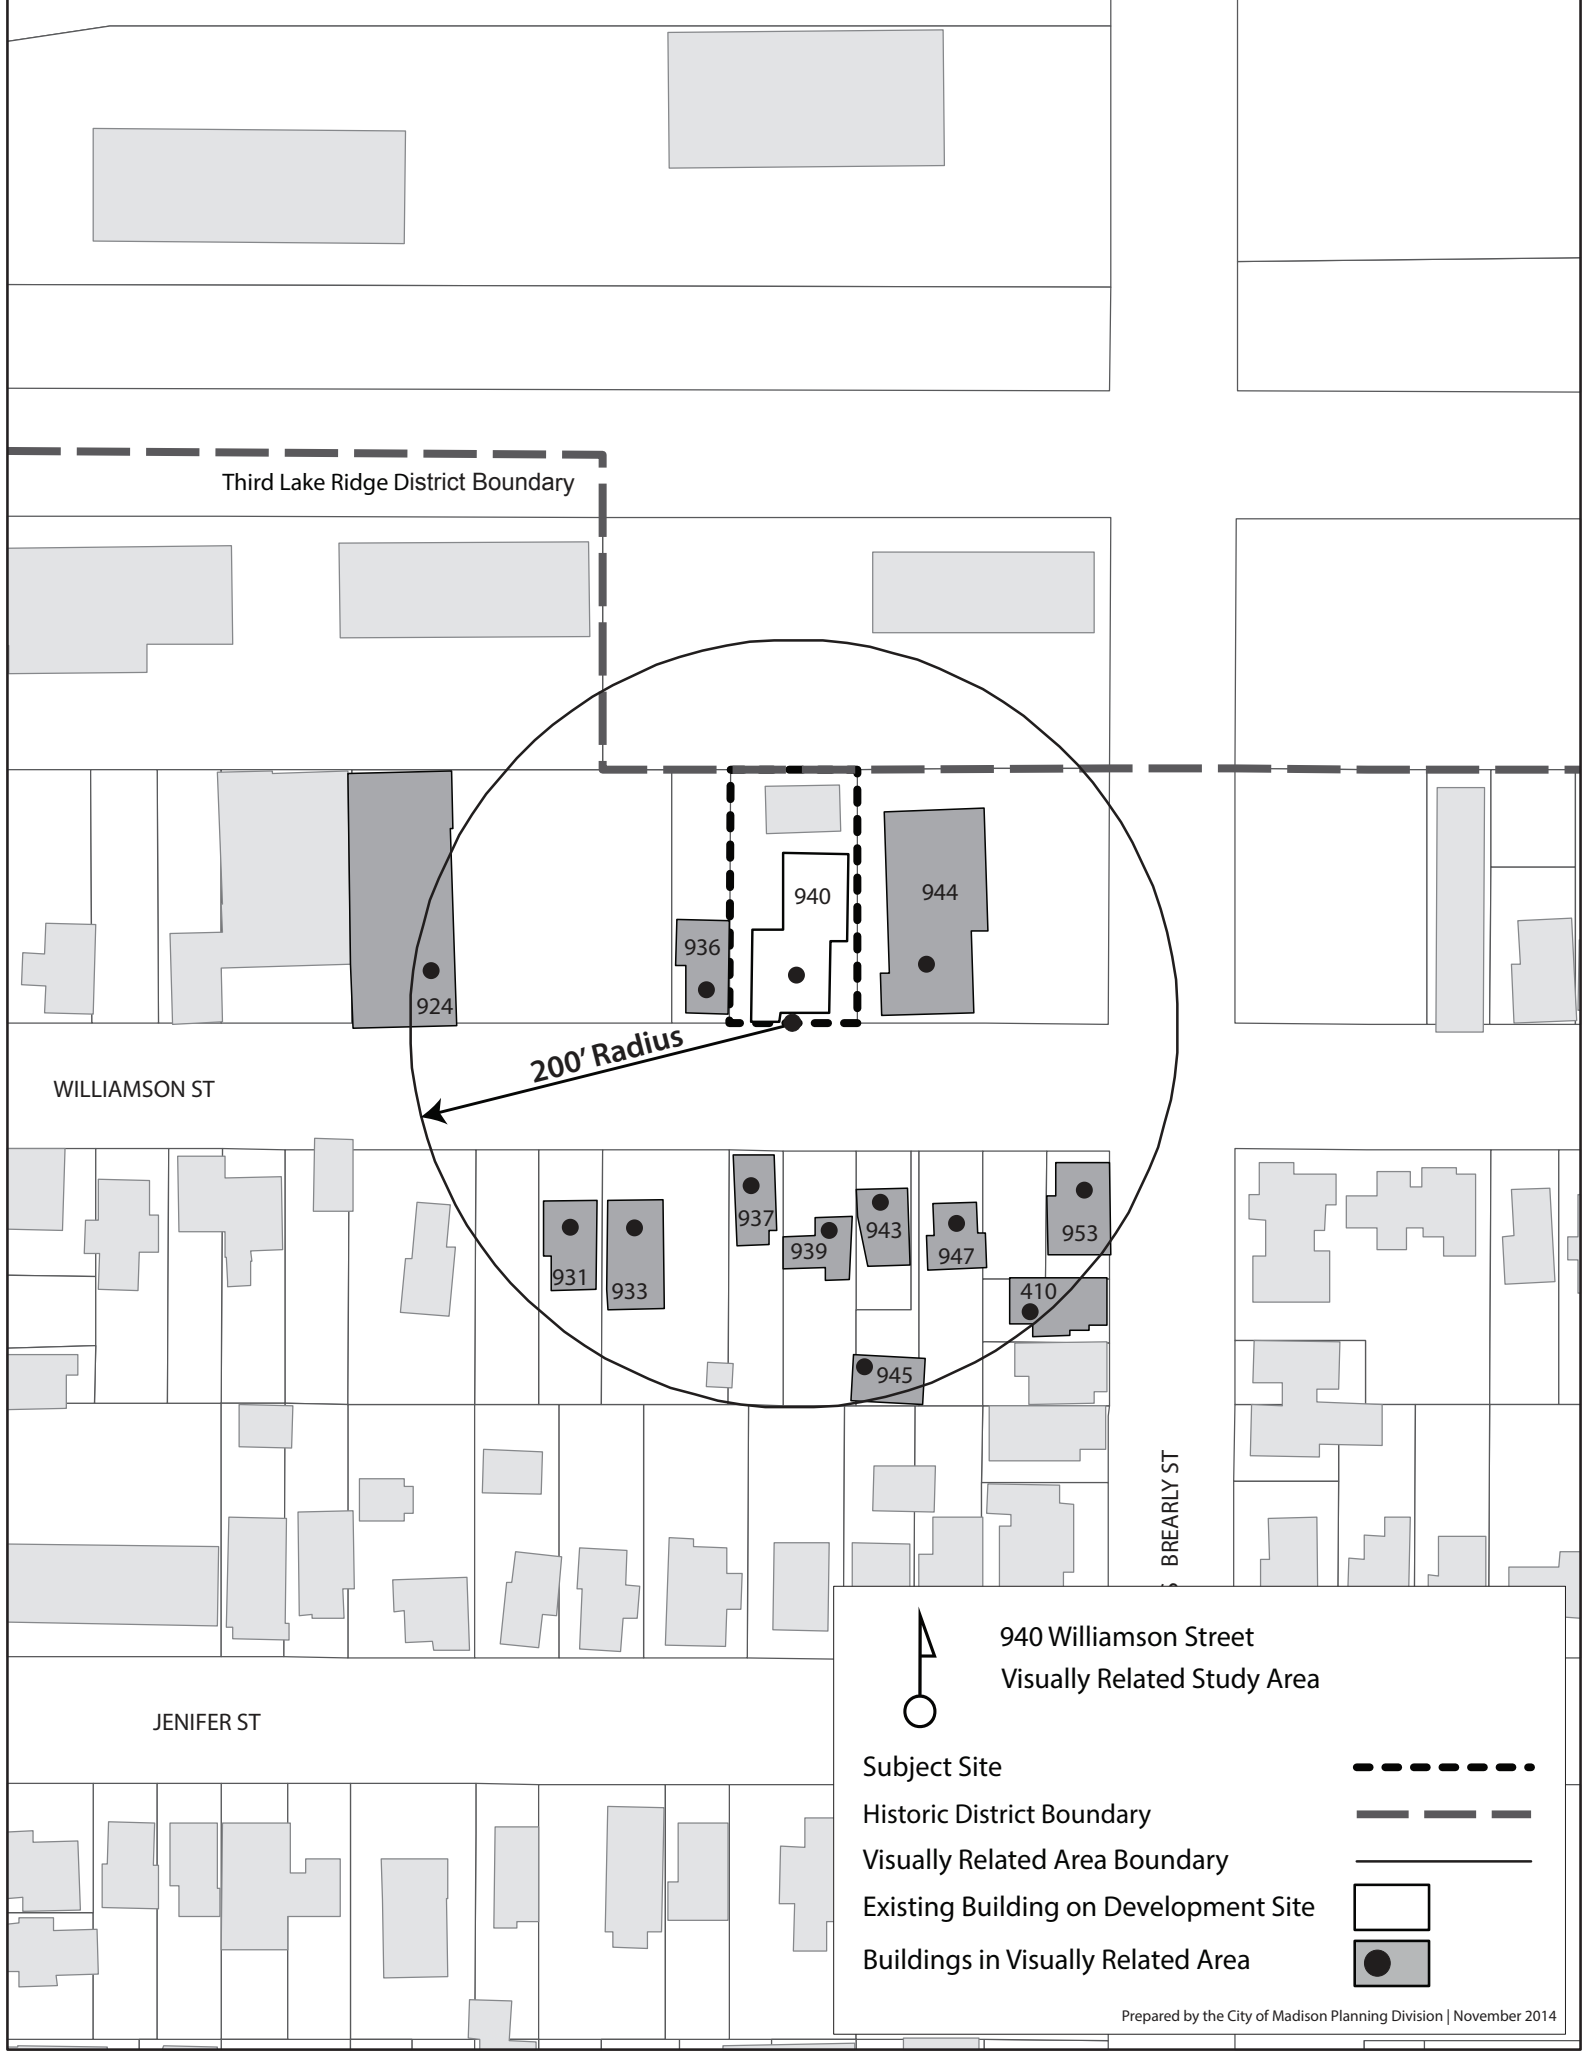 Third Lake Ridge District Boundary
940
944
936
924
200' Radius
WILLIAMSON ST
937
943
939
947
953
931
933
410
945
BREARLY ST
940 Williamson Street
Visually Related Study Area
JENIFER ST
Subject Site
Historic District Boundary
Visually Related Area Boundary
Existing Building on Development Site
Buildings in Visually Related Area
Prepared by the City of Madison Planning Division | November 2014